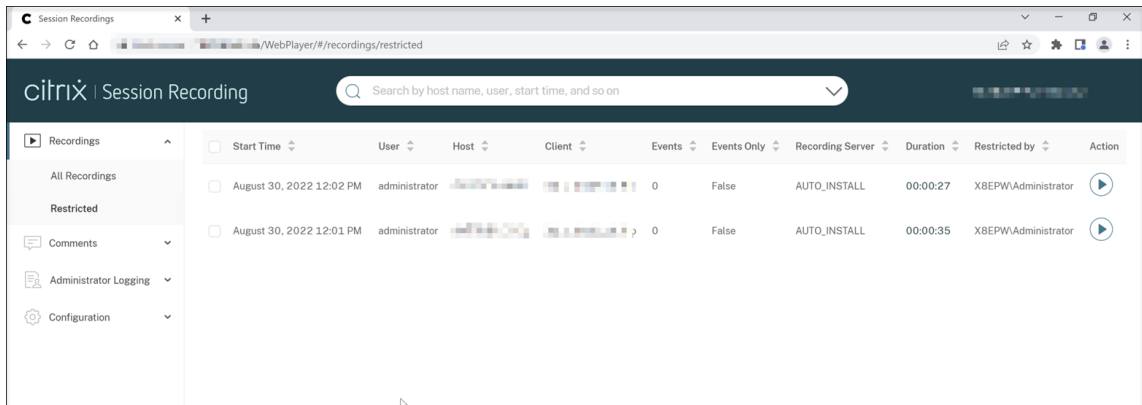 Session Recordings
/WebPlayer/#/recordings/restricted
citrix | Session Recording
Search by host name, user, start time, and so on
Recordings
All Recordings
Restricted
Comments
Administrator Logging
Configuration
Start Time User Host Client Events Events Only Recording Server Duration Restricted by Action
August 30, 2022 12:02 PM administrator 0 False AUTO_INSTALL 00:00:27 X8EPW\Administrator
August 30, 2022 12:01 PM administrator 0 False AUTO_INSTALL 00:00:35 X8EPW\Administrator